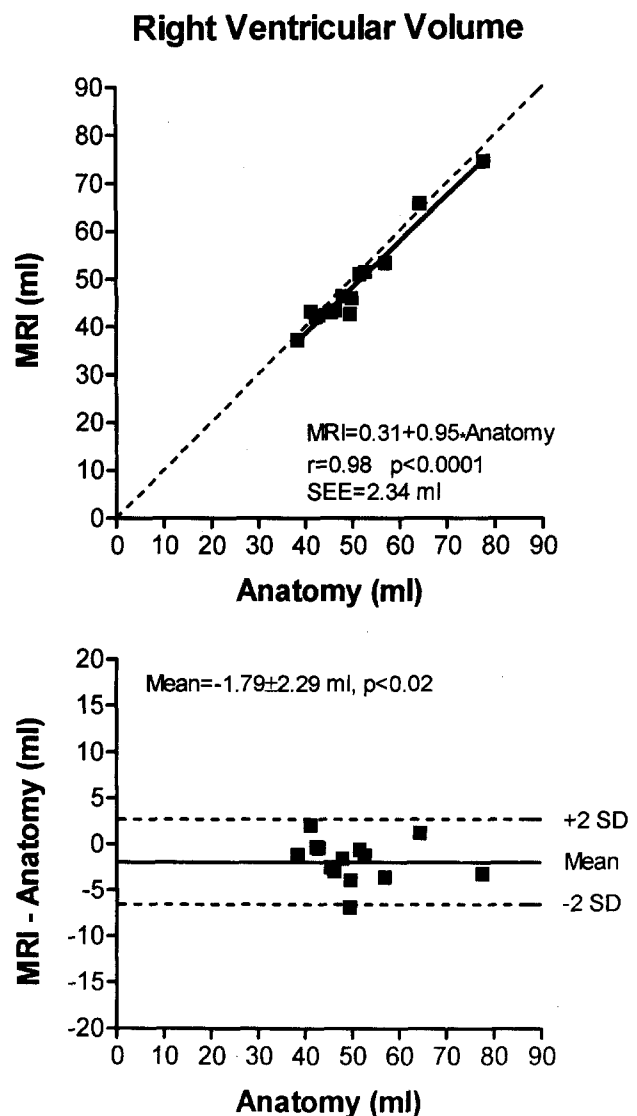 Right Ventricular Volume
90
80
70
60
50
40
30
20
10
0
MRI (ml)
MRI=0.31+0.95*Anatomy
r=0.98 p<0.0001
SEE=2.34 ml
0 10 20 30 40 50 60 70 80 90
Anatomy (ml)
20
15
10
5
0
-5
-10
-15
-20
MRI - Anatomy (ml)
Mean=-1.79±2.29 ml, p<0.02
+2 SD
Mean
-2 SD
0 10 20 30 40 50 60 70 80 90
Anatomy (ml)